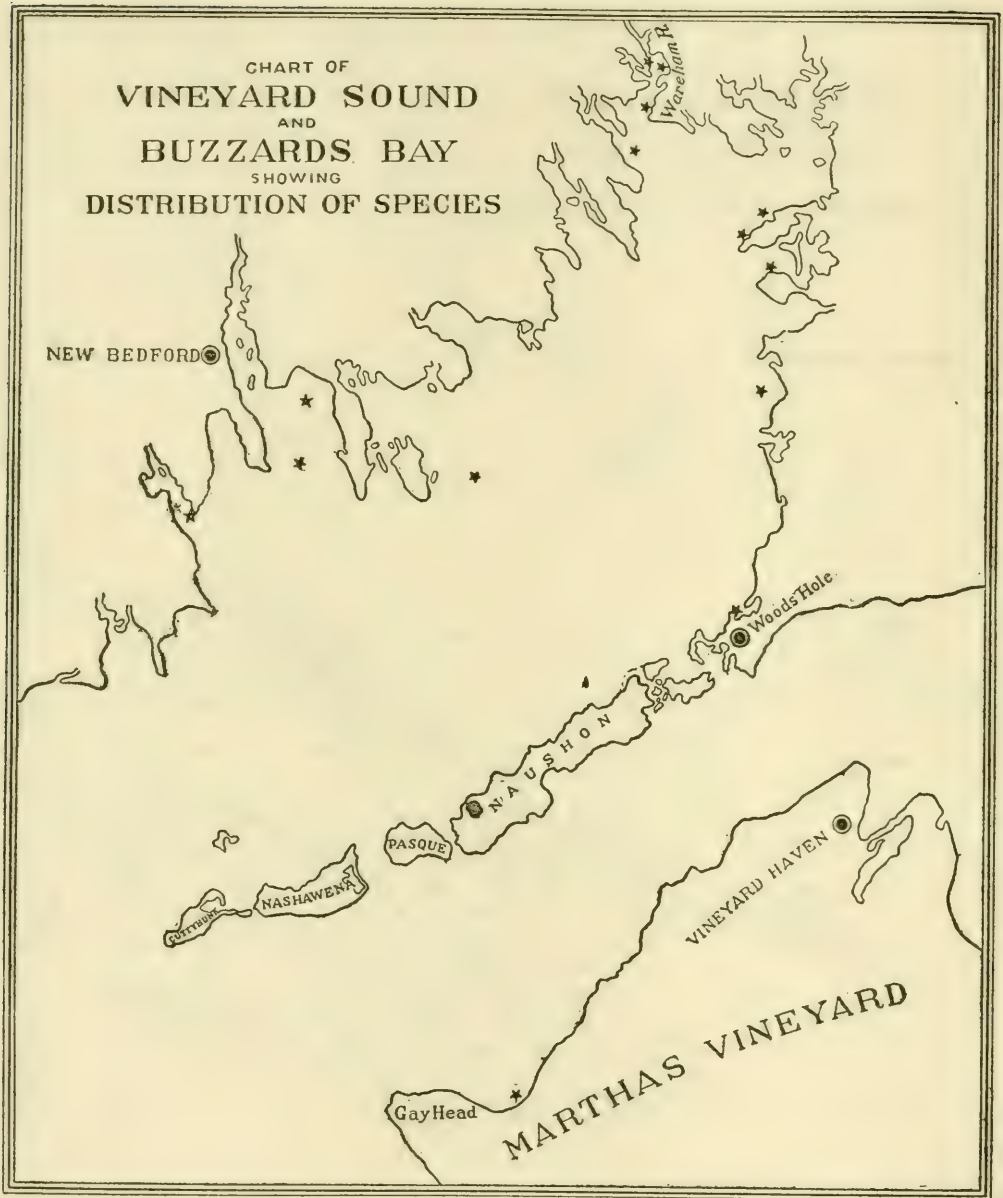 CHART OF
VINEYARD SOUND
AND
BUZZARDS BAY
SHOWING
DISTRIBUTION OF SPECIES
Wareham R.
NEW BEDFORD
Woods Hole
NAUSHON
PASQUE
NASHAWENA
CUTTYHUNK
VINEYARD HAVEN
MARTHAS VINEYARD
Gay Head